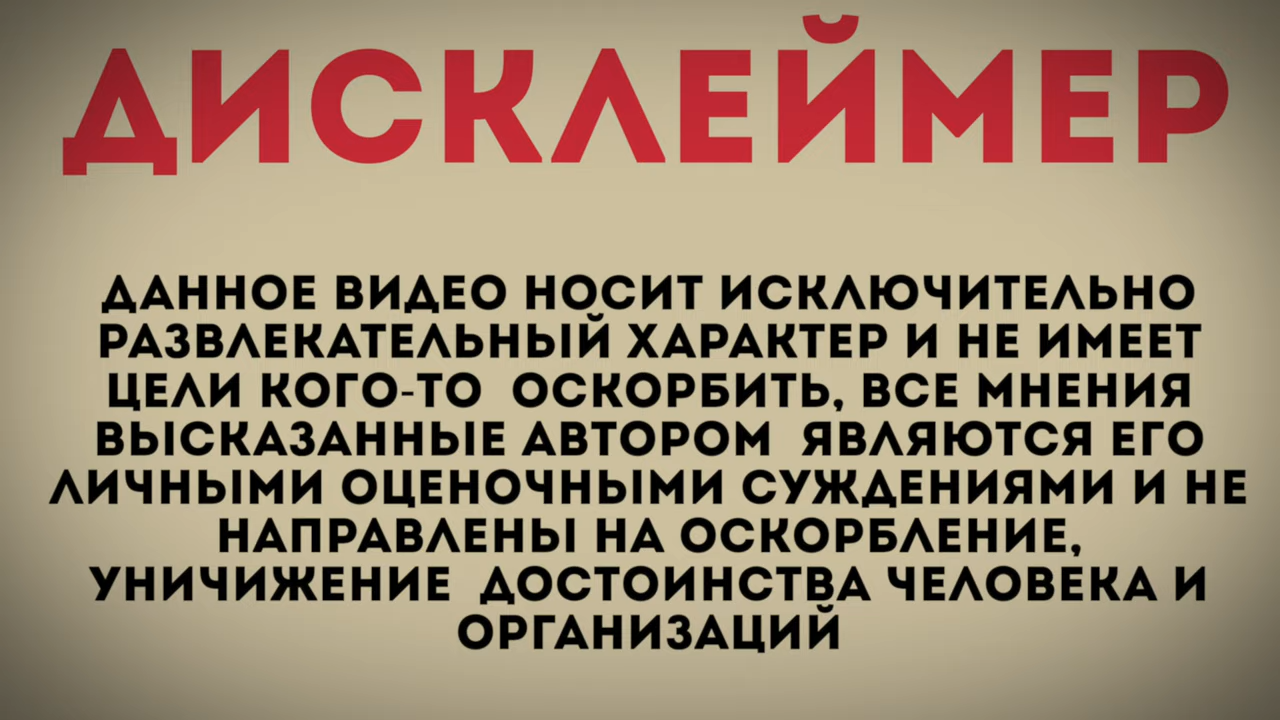 ДИСКЛЕЙМЕР
ДАННОЕ ВИДЕО НОСИТ ИСКЛЮЧИТЕЛЬНО
РАЗВЛЕКАТЕЛЬНЫЙ ХАРАКТЕР И НЕ ИМЕЕТ
ЦЕЛИ КОГО-ТО ОСКОРБИТЬ, ВСЕ МНЕНИЯ
ВЫСКАЗАННЫЕ АВТОРОМ ЯВЛЯЮТСЯ ЕГО
ЛИЧНЫМИ ОЦЕНОЧНЫМИ СУЖДЕНИЯМИ И НЕ
НАПРАВЛЕНЫ НА ОСКОРБЛЕНИЕ,
УНИЧИЖЕНИЕ ДОСТОИНСТВА ЧЕЛОВЕКА И
ОРГАНИЗАЦИЙ